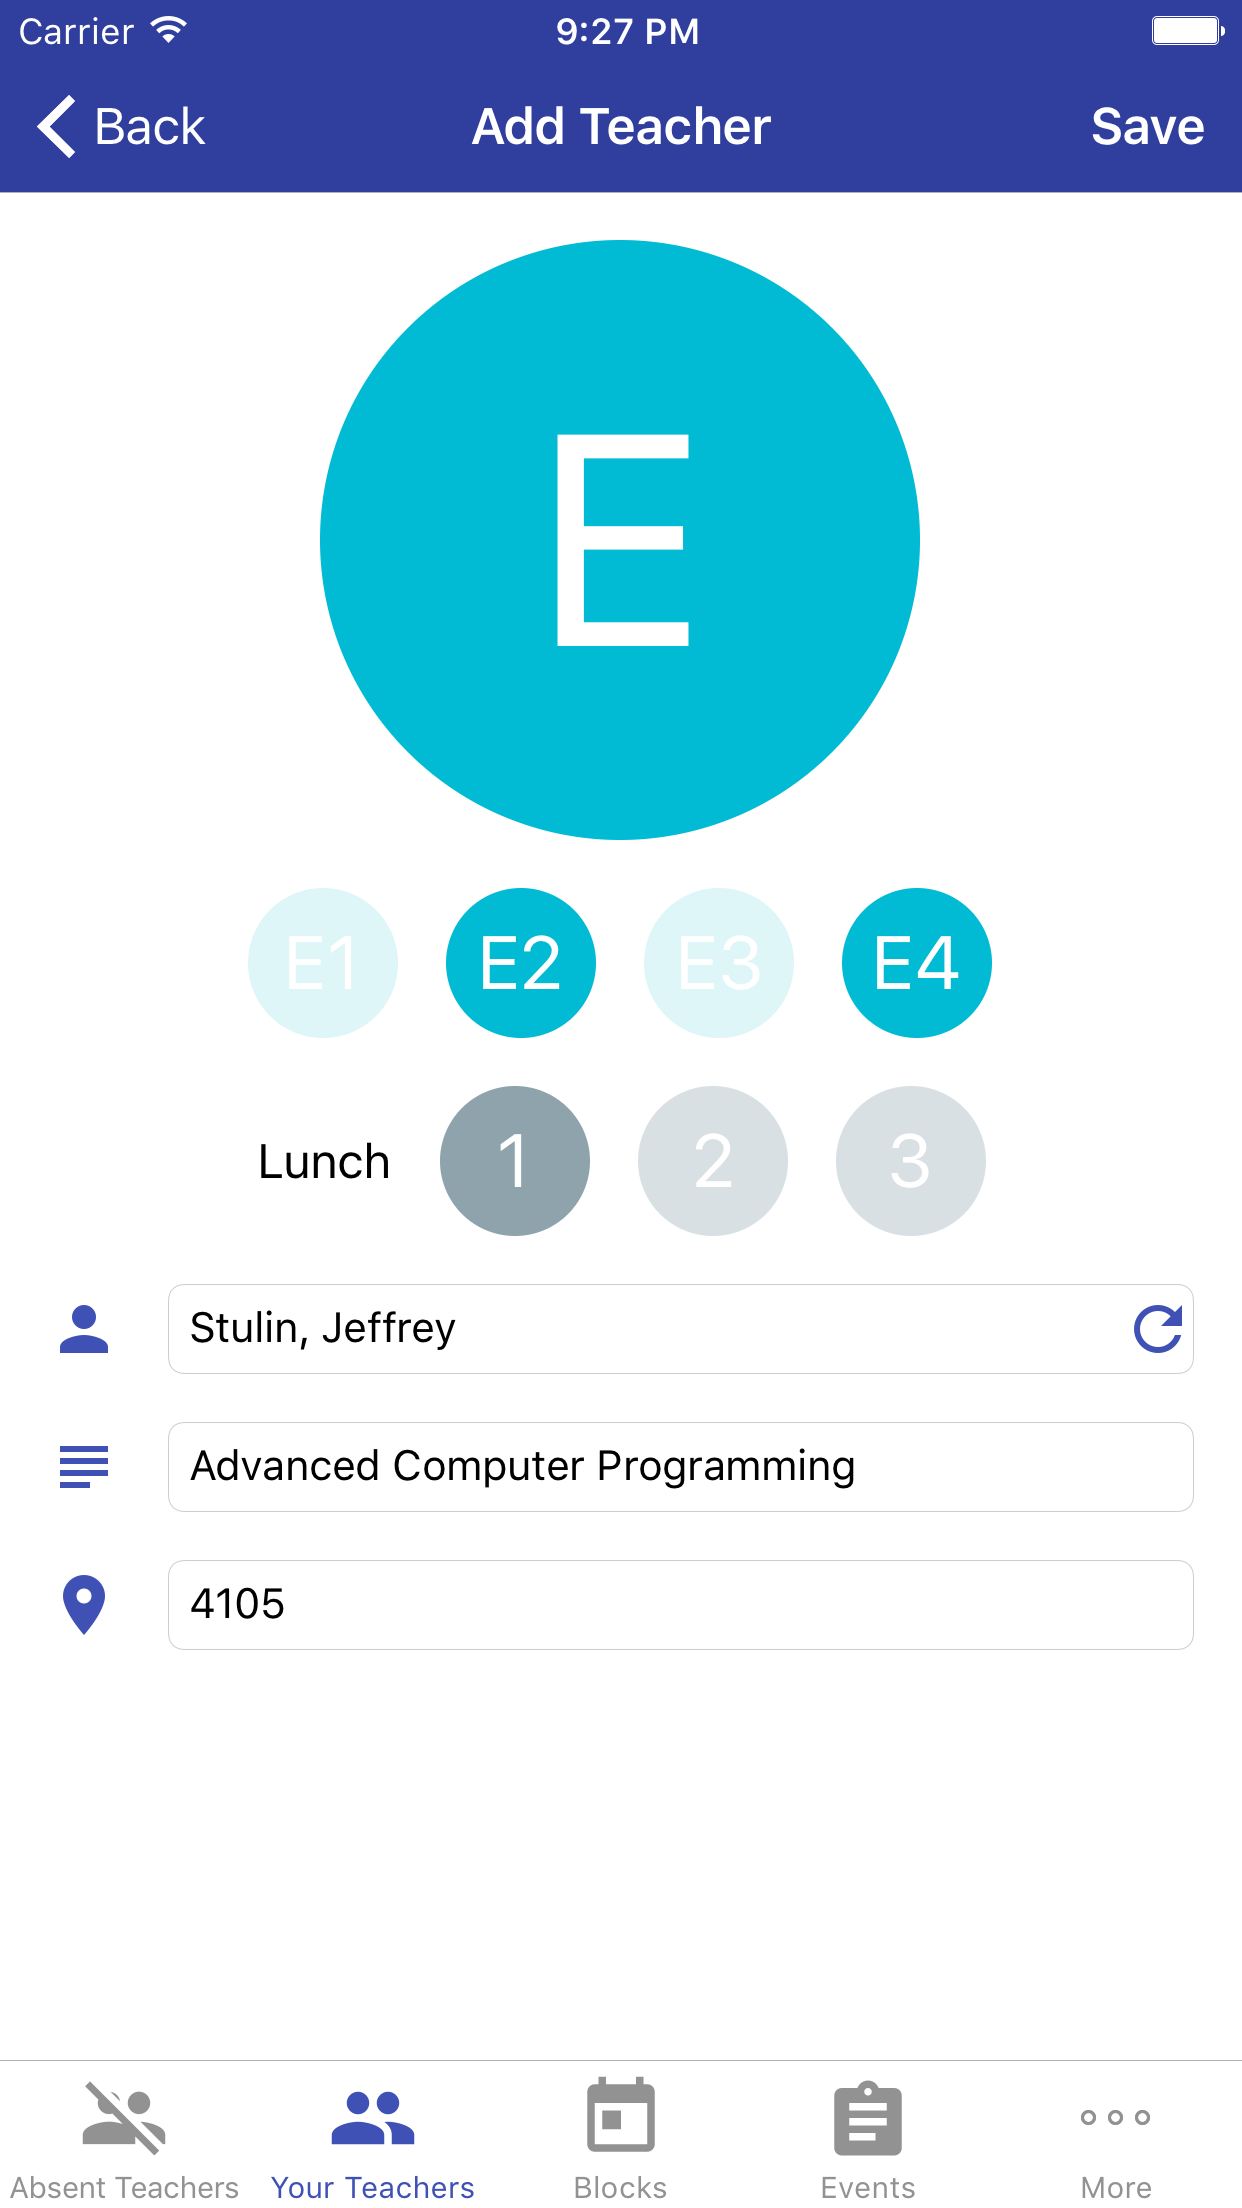 Carrier 9:27 PM
Back Add Teacher Save
E
E1 E2 E3 E4
Lunch 1 2 3
Stulin, Jeffrey
Advanced Computer Programming
4105
Absent Teachers Your Teachers Blocks Events More